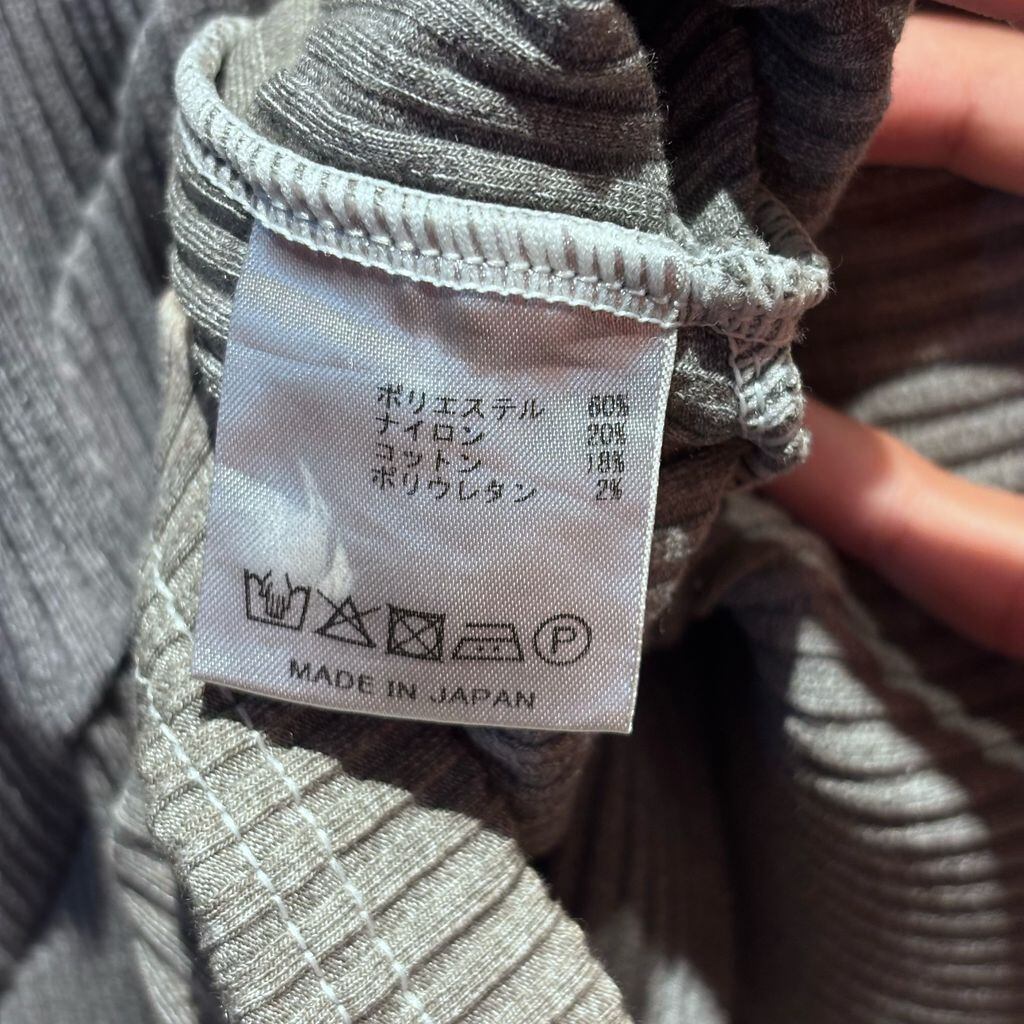 ポリエステル 60%
ナイロン 20%
コットン 18%
ポリウレタン 2%
P
MADE IN JAPAN